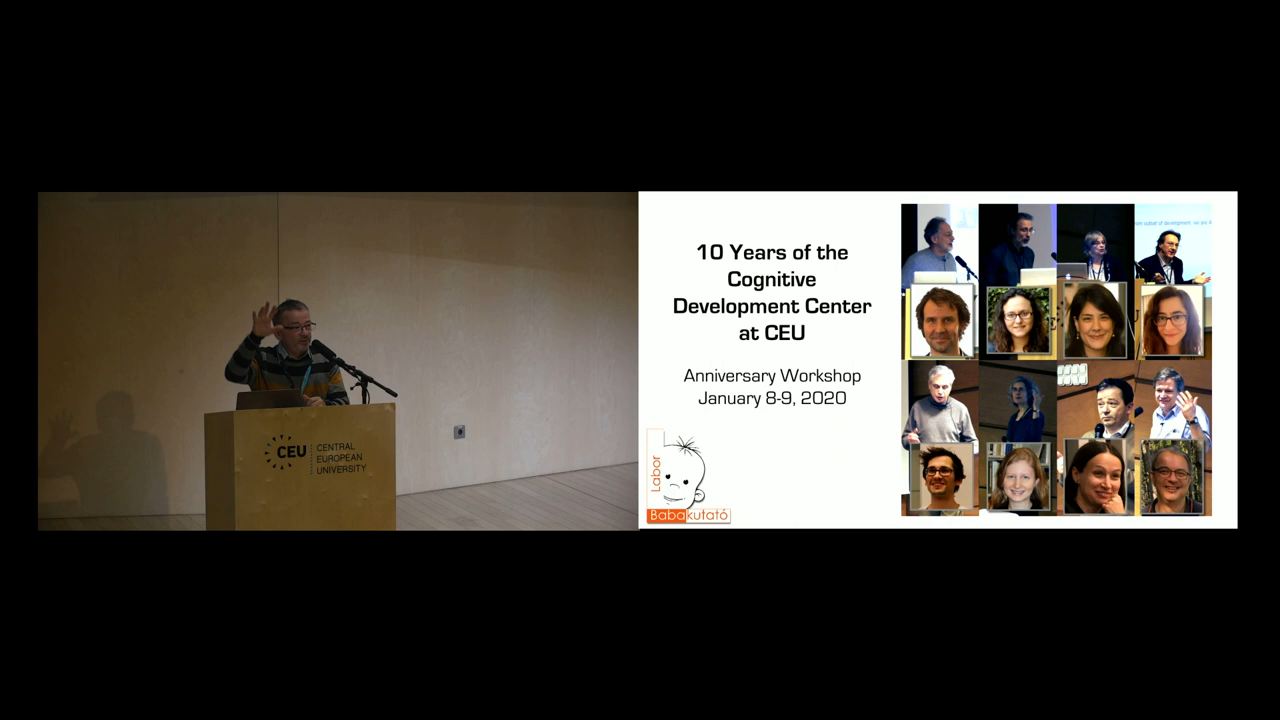 CEU
CENTRAL
EUROPEAN
UNIVERSITY
10 Years of the
Cognitive
Development Center
at CEU
Anniversary Workshop
January 8-9, 2020
Labor
Babakutató